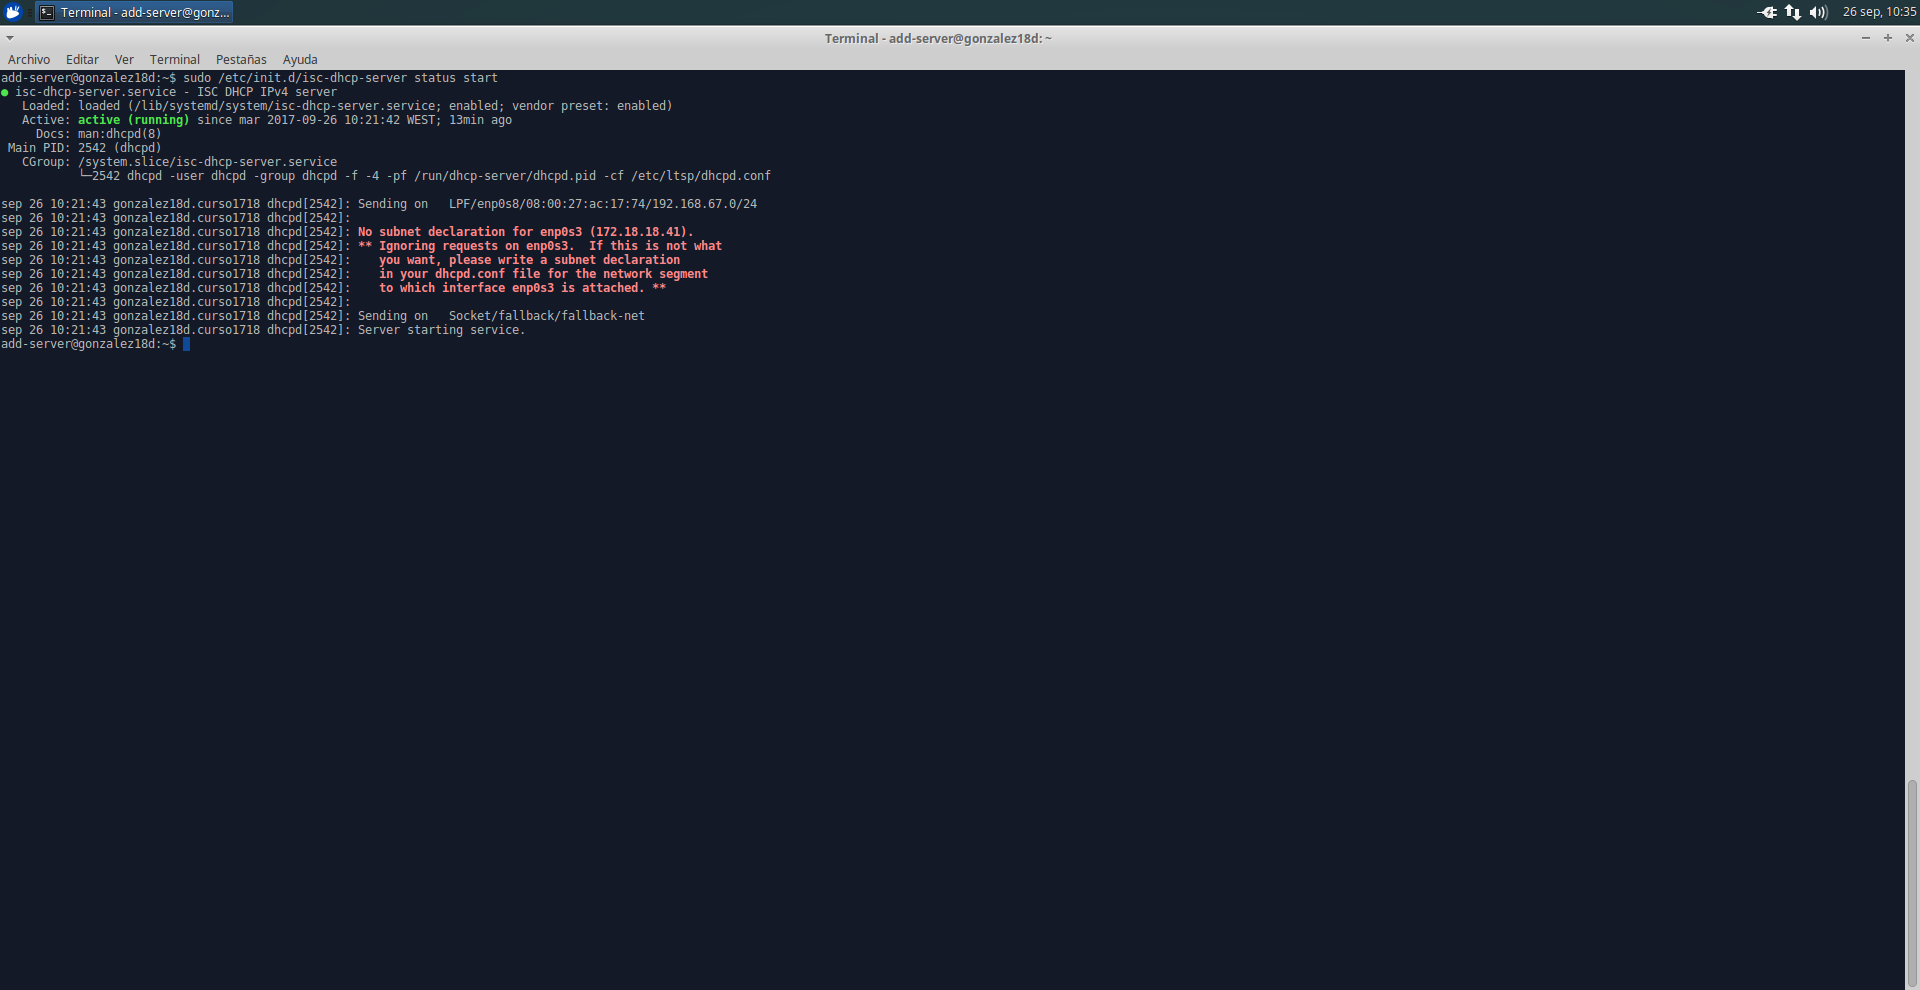 Terminal - add-server@gonz...
26 sep, 10:35
Terminal - add-server@gonzalez18d: ~
Archivo Editar Ver Terminal Pestañas Ayuda
add-server@gonzalez18d:~$ sudo /etc/init.d/isc-dhcp-server status start
● isc-dhcp-server.service - ISC DHCP IPv4 server
   Loaded: loaded (/lib/systemd/system/isc-dhcp-server.service; enabled; vendor preset: enabled)
   Active: active (running) since mar 2017-09-26 10:21:42 WEST; 13min ago
     Docs: man:dhcpd(8)
 Main PID: 2542 (dhcpd)
   CGroup: /system.slice/isc-dhcp-server.service
           └─2542 dhcpd -user dhcpd -group dhcpd -f -4 -pf /run/dhcp-server/dhcpd.pid -cf /etc/ltsp/dhcpd.conf
sep 26 10:21:43 gonzalez18d.curso1718 dhcpd[2542]: Sending on   LPF/enp0s8/08:00:27:ac:17:74/192.168.67.0/24
sep 26 10:21:43 gonzalez18d.curso1718 dhcpd[2542]:
sep 26 10:21:43 gonzalez18d.curso1718 dhcpd[2542]: No subnet declaration for enp0s3 (172.18.18.41).
sep 26 10:21:43 gonzalez18d.curso1718 dhcpd[2542]: ** Ignoring requests on enp0s3.  If this is not what
sep 26 10:21:43 gonzalez18d.curso1718 dhcpd[2542]:    you want, please write a subnet declaration
sep 26 10:21:43 gonzalez18d.curso1718 dhcpd[2542]:    in your dhcpd.conf file for the network segment
sep 26 10:21:43 gonzalez18d.curso1718 dhcpd[2542]:    to which interface enp0s3 is attached. **
sep 26 10:21:43 gonzalez18d.curso1718 dhcpd[2542]:
sep 26 10:21:43 gonzalez18d.curso1718 dhcpd[2542]: Sending on   Socket/fallback/fallback-net
sep 26 10:21:43 gonzalez18d.curso1718 dhcpd[2542]: Server starting service.
add-server@gonzalez18d:~$